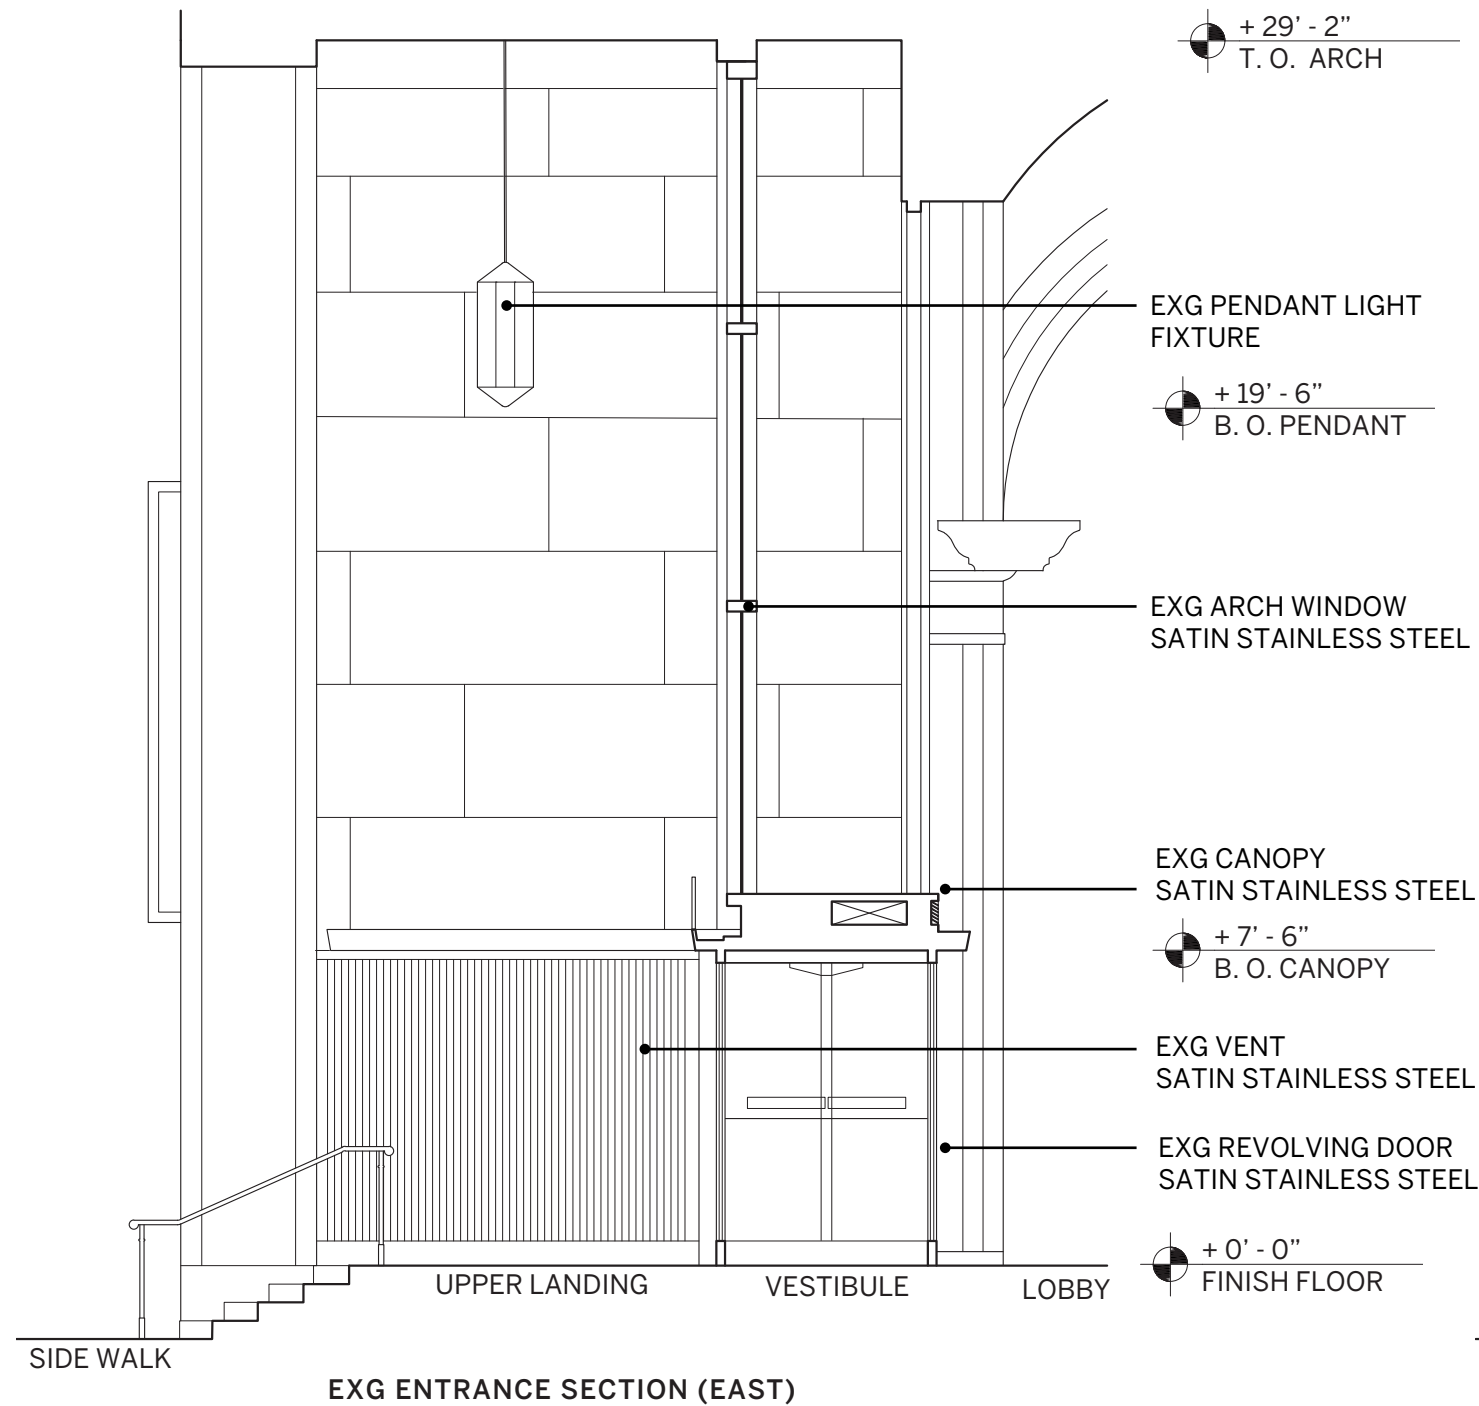 + 29’ - 2”
T. O. ARCH
EXG PENDANT LIGHT
FIXTURE
+ 19’ - 6”
B. O. PENDANT
EXG ARCH WINDOW
SATIN STAINLESS STEEL
EXG CANOPY
SATIN STAINLESS STEEL
+ 7’ - 6”
B. O. CANOPY
EXG VENT
SATIN STAINLESS STEEL
EXG REVOLVING DOOR
SATIN STAINLESS STEEL
+ 0’ - 0”
FINISH FLOOR
UPPER LANDING
VESTIBULE
LOBBY
SIDE WALK
EXG ENTRANCE SECTION (EAST)